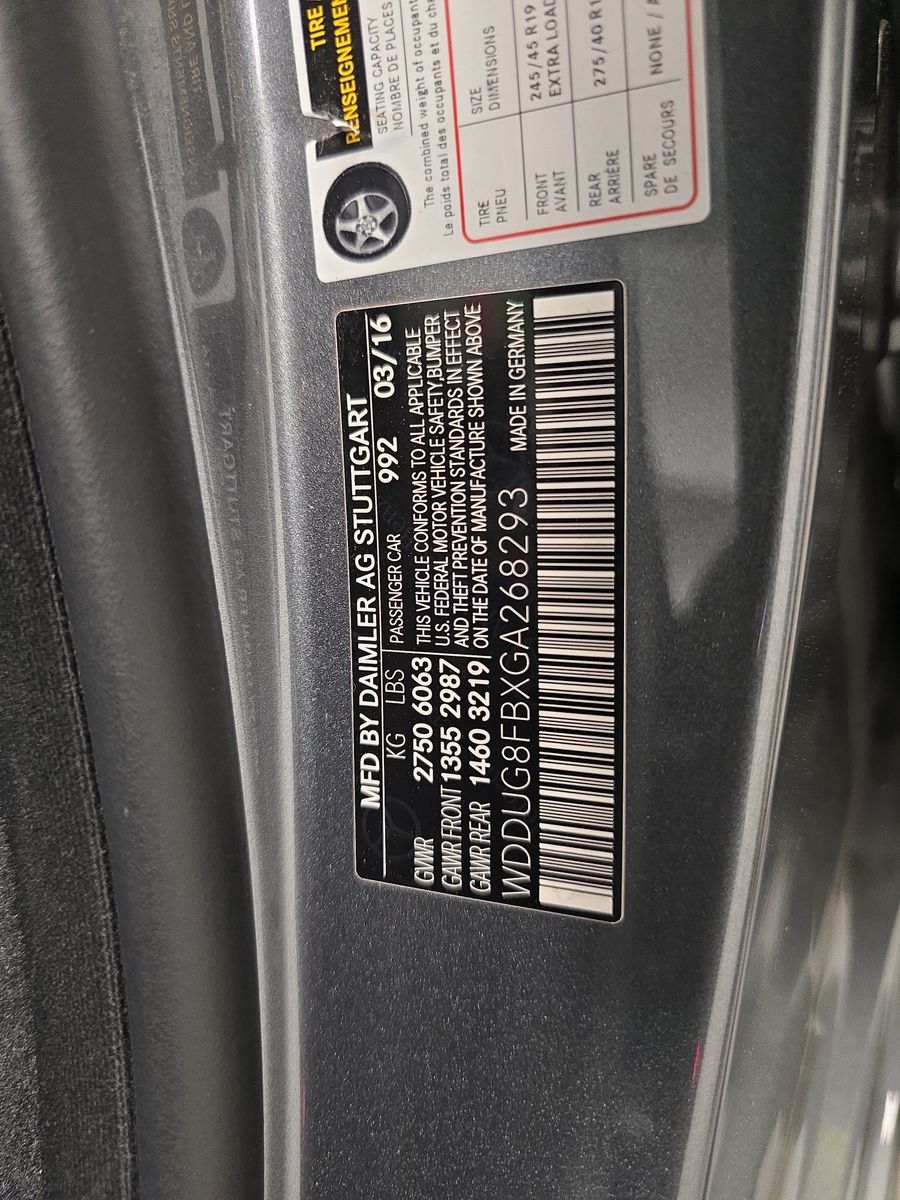 MFD BY DAIMLER AG STUTTGART
KG LBS PASSENGER CAR 992 03/16
GVWR 2750 6063 THIS VEHICLE CONFORMS TO ALL APPLICABLE
GAWR FRONT 1355 2987 U.S. FEDERAL MOTOR VEHICLE SAFETY,BUMPER
AND THEFT PREVENTION STANDARDS IN EFFECT
GAWR REAR 1460 3219 ON THE DATE OF MANUFACTURE SHOWN ABOVE
WDDUG8FBXGA268293 MADE IN GERMANY
TIRE
SEATING CAPACITY
NOMBRE DE PLACES
The combined weight of occupant
Le poids total des occupants et du
TIRE SIZE
PNEU DIMENSIONS
FRONT 245/45 R19
AVANT EXTRA LOAD
REAR 275/40
ARRIÈRE
SPARE NONE /
DE SECOURS